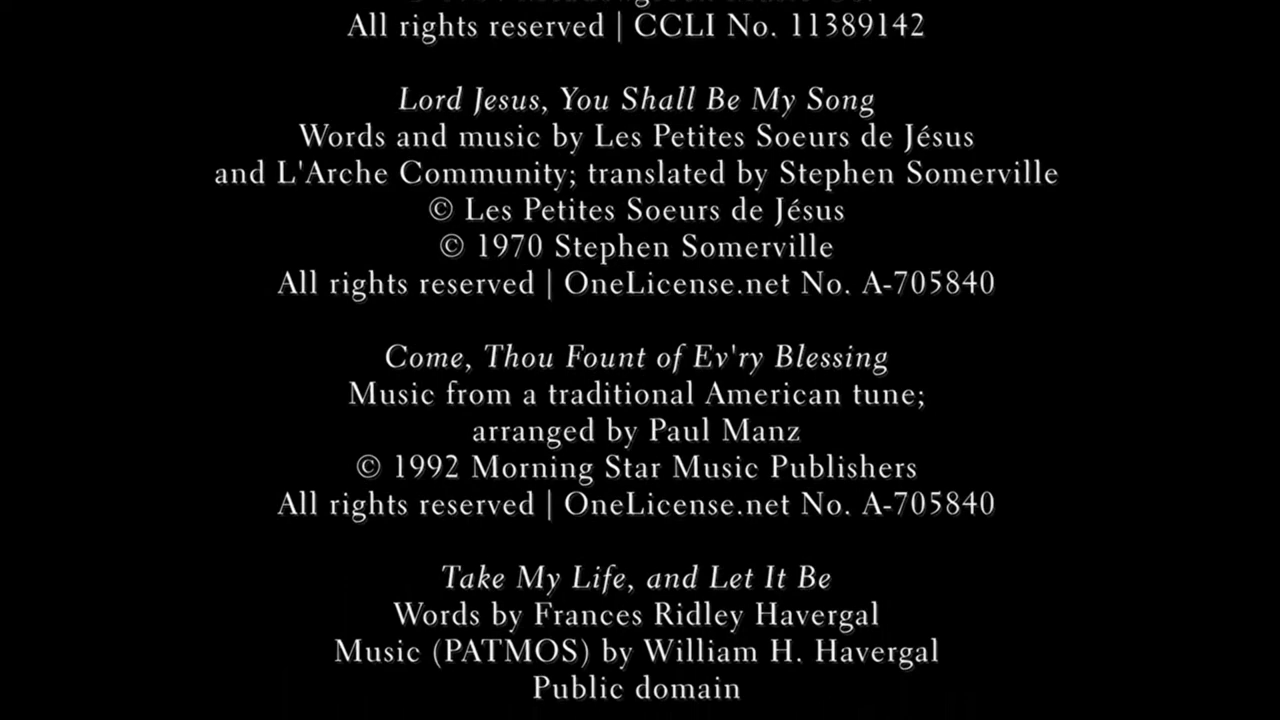 All rights reserved | CCLI No. 11389142
Lord Jesus, You Shall Be My Song
Words and music by Les Petites Soeurs de Jésus
and L'Arche Community; translated by Stephen Somerville
© Les Petites Soeurs de Jésus
© 1970 Stephen Somerville
All rights reserved | OneLicense.net No. A-705840
Come, Thou Fount of Ev'ry Blessing
Music from a traditional American tune;
arranged by Paul Manz
© 1992 Morning Star Music Publishers
All rights reserved | OneLicense.net No. A-705840
Take My Life, and Let It Be
Words by Frances Ridley Havergal
Music (PATMOS) by William H. Havergal
Public domain